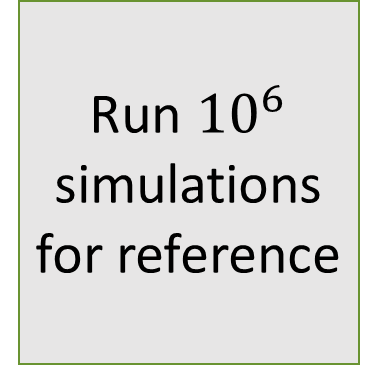 Run 10⁶
simulations
for reference